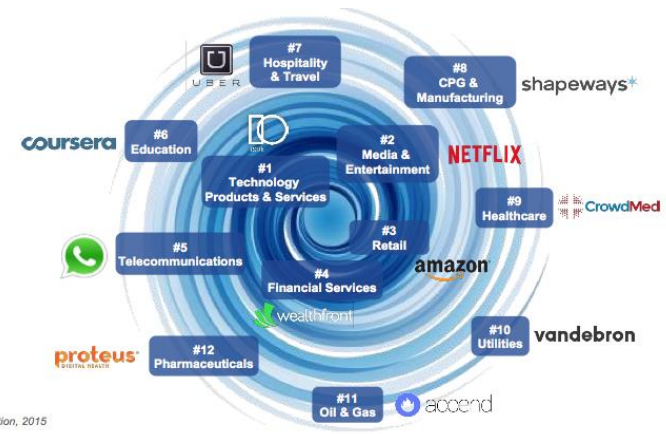 #7
Hospitality
& Travel
UBER
#8
CPG &
Manufacturing
shapeways*
coursera
#6
Education
#2
Media &
Entertainment
NETFLIX
#1
Technology
Products & Services
#9
Healthcare
CrowdMed
#3
Retail
#5
Telecommunications
amazon
#4
Financial Services
wealthfront
#10
Utilities
vandebron
proteus
DIGITAL HEALTH
#12
Pharmaceuticals
#11
Oil & Gas
accend
tion, 2015